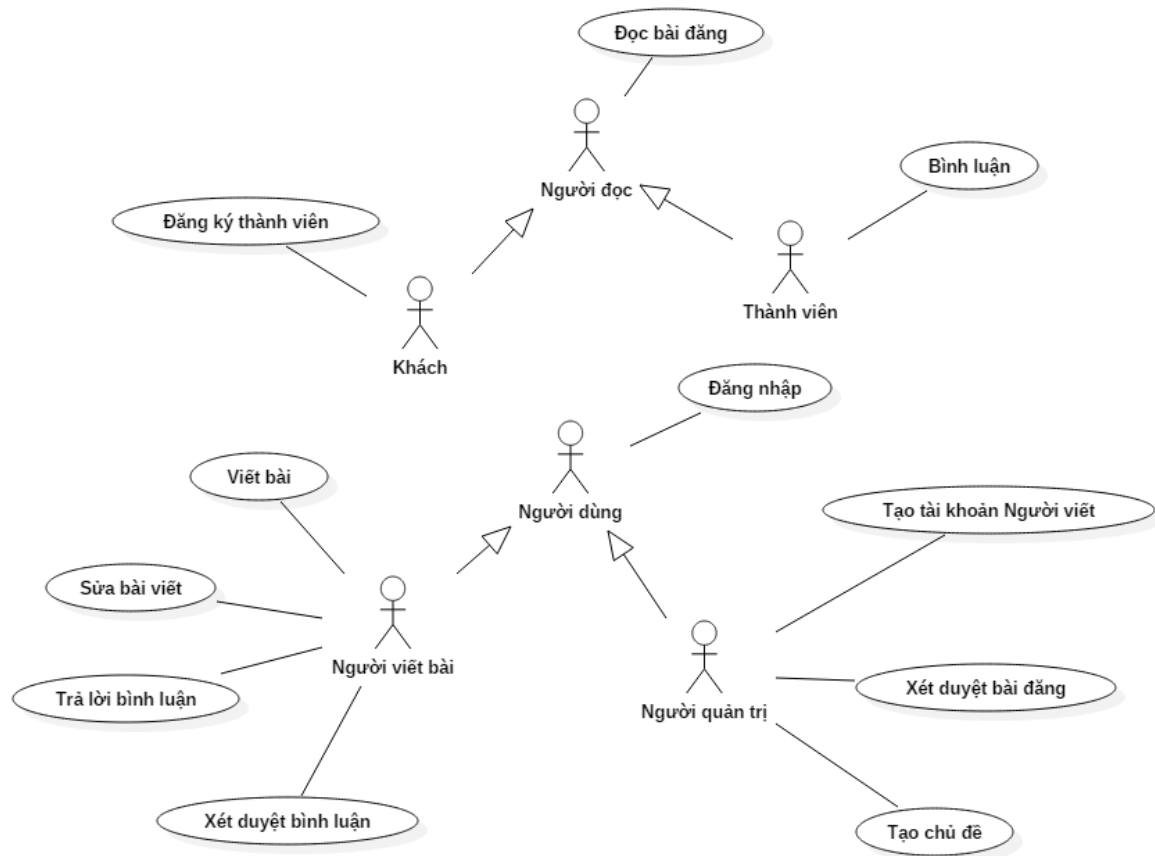 Đọc bài đăng
Người đọc
Bình luận
Đăng ký thành viên
Thành viên
Khách
Đăng nhập
Viết bài
Người dùng
Tạo tài khoản Người viết
Sửa bài viết
Người viết bài
Trả lời bình luận
Xét duyệt bài đăng
Người quản trị
Xét duyệt bình luận
Tạo chủ đề